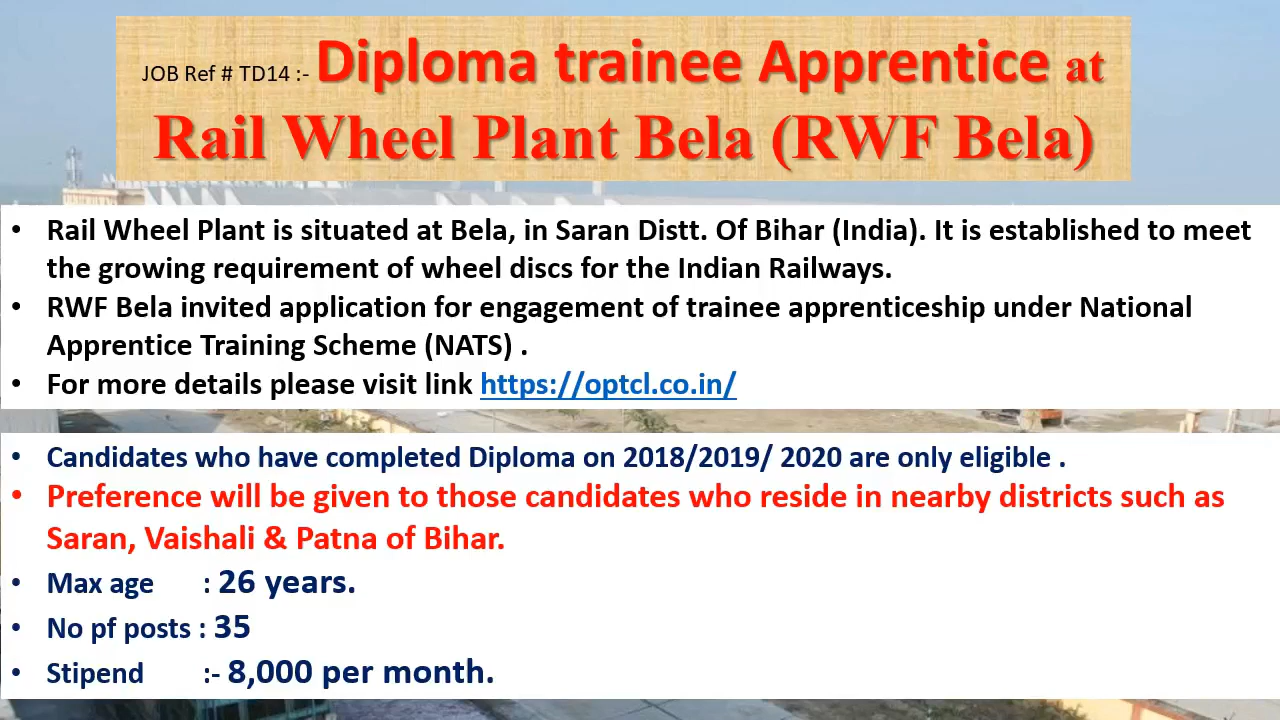 JOB Ref # TD14 :- Diploma trainee Apprentice at
Rail Wheel Plant Bela (RWF Bela)
• Rail Wheel Plant is situated at Bela, in Saran Distt. Of Bihar (India). It is established to meet
the growing requirement of wheel discs for the Indian Railways.
• RWF Bela invited application for engagement of trainee apprenticeship under National
Apprentice Training Scheme (NATS) .
• For more details please visit link https://optcl.co.in/
• Candidates who have completed Diploma on 2018/2019/ 2020 are only eligible .
• Preference will be given to those candidates who reside in nearby districts such as
Saran, Vaishali & Patna of Bihar.
• Max age : 26 years.
• No pf posts : 35
• Stipend :- 8,000 per month.